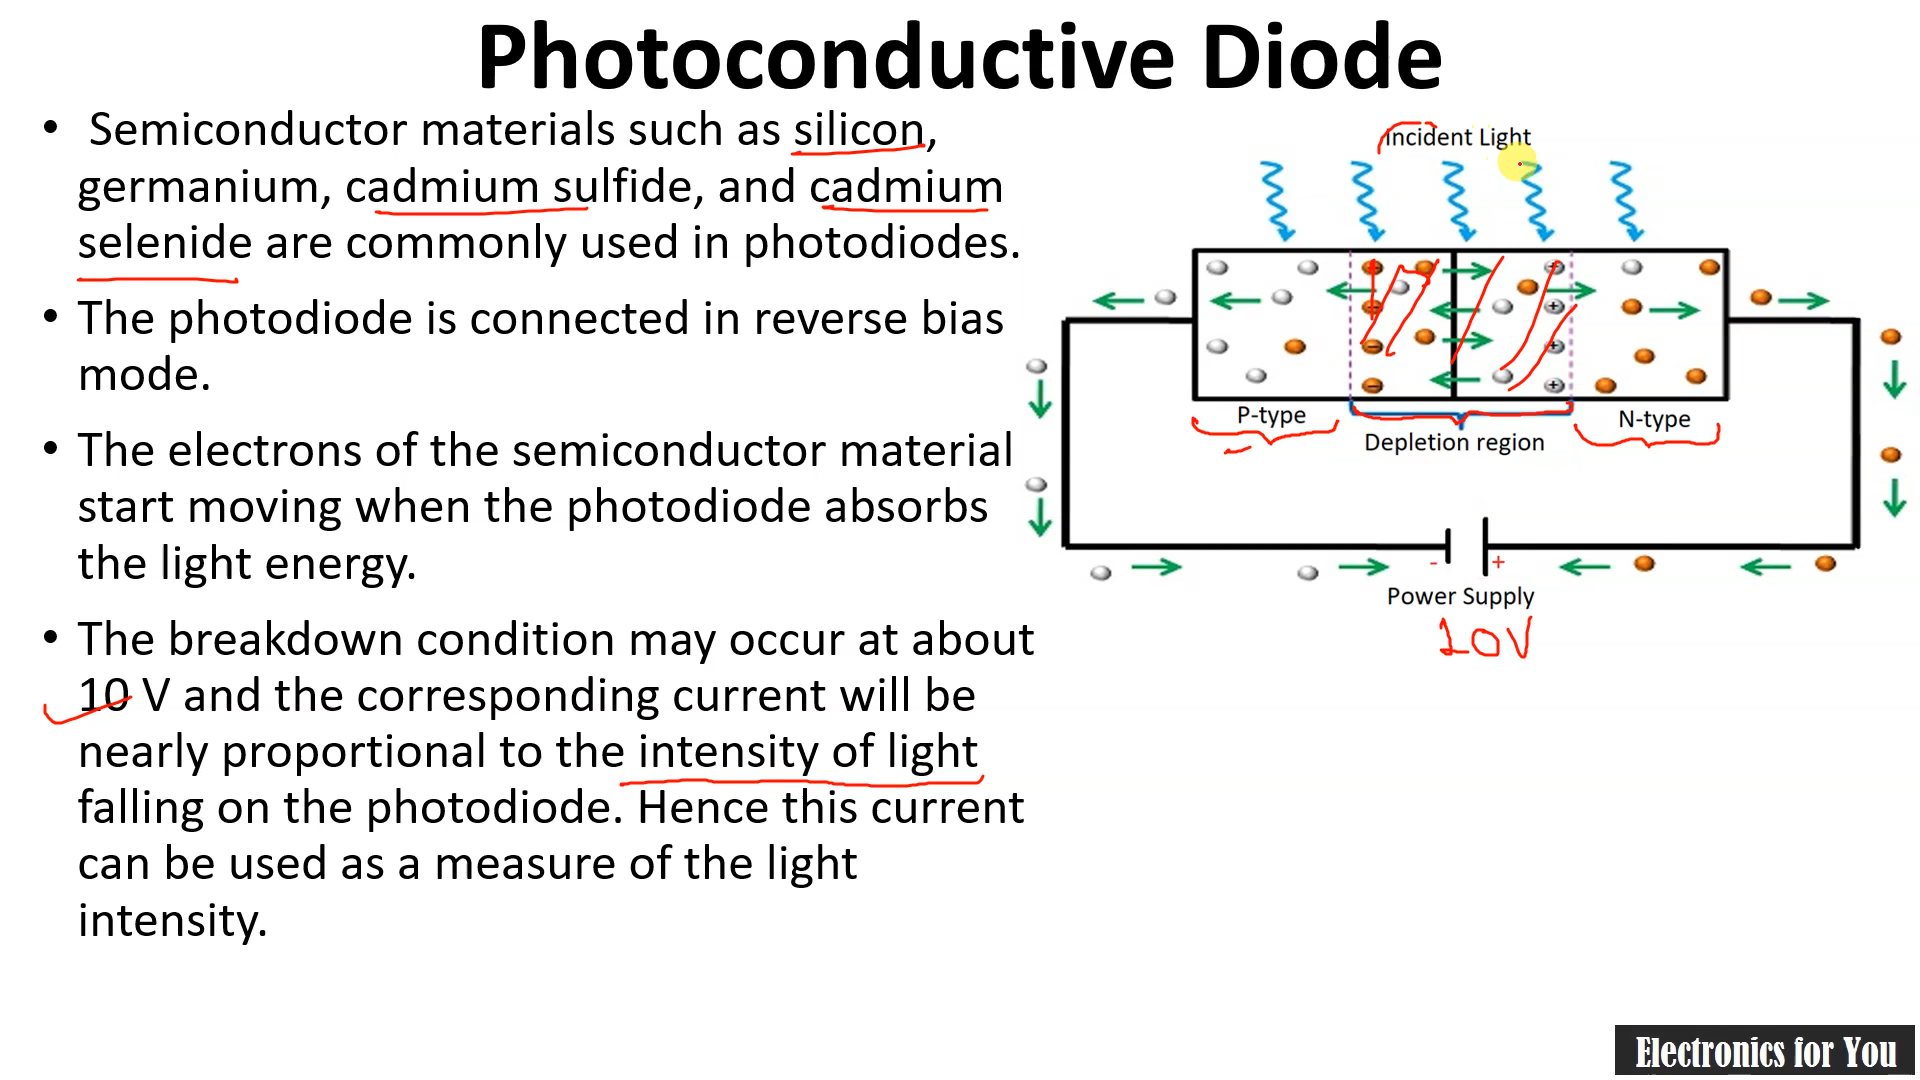 Photoconductive Diode
• Semiconductor materials such as silicon,
germanium, cadmium sulfide, and cadmium
selenide are commonly used in photodiodes.
• The photodiode is connected in reverse bias
mode.
• The electrons of the semiconductor material
start moving when the photodiode absorbs
the light energy.
• The breakdown condition may occur at about
10 V and the corresponding current will be
nearly proportional to the intensity of light
falling on the photodiode. Hence this current
can be used as a measure of the light
intensity.
Incident Light
P-type
Depletion region
N-type
- +
Power Supply
10V
Electronics for You